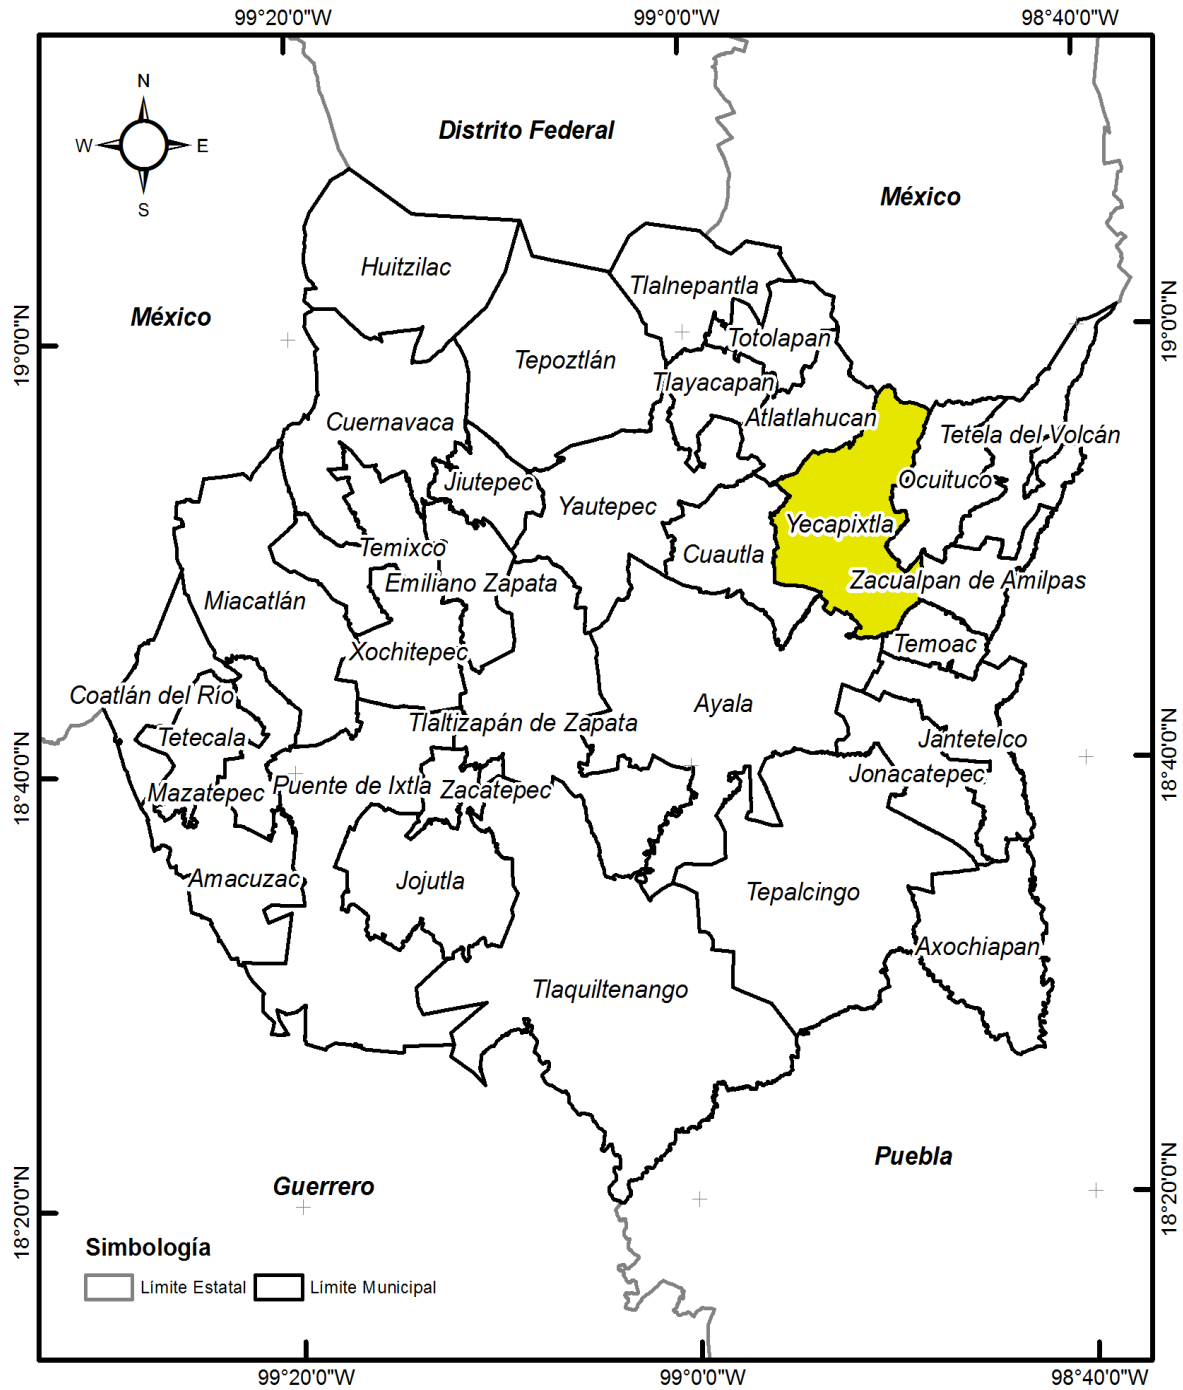 99°20'0"W
99°0'0"W
98°40'0"W
N
W
E
S
Distrito Federal
México
Huitzilac
Tlalnepantla
México
19°0'0"N
19°0'0"N
Totolapan
Tepoztlán
Tlayacapan
Atlatlahucan
Cuernavaca
Tetela del Volcán
Jiutepec
Ocuituco
Yautepec
Yecapixtla
Temixco
Cuautla
Emiliano Zapata
Zacualpan de Amilpas
Miacatlán
Temoac
Xochitepec
Coatlán del Río
Ayala
Tlaltizapán de Zapata
Tetecala
Jantetelco
18°40'0"N
18°40'0"N
Jonacatepec
Puente de Ixtla
Zacatepec
Mazatepec
Amacuzac
Jojutla
Tepalcingo
Axochiapan
Tlaquiltenango
Puebla
Guerrero
18°20'0"N
18°20'0"N
Simbología
Límite Estatal
Límite Municipal
99°20'0"W
99°0'0"W
98°40'0"W